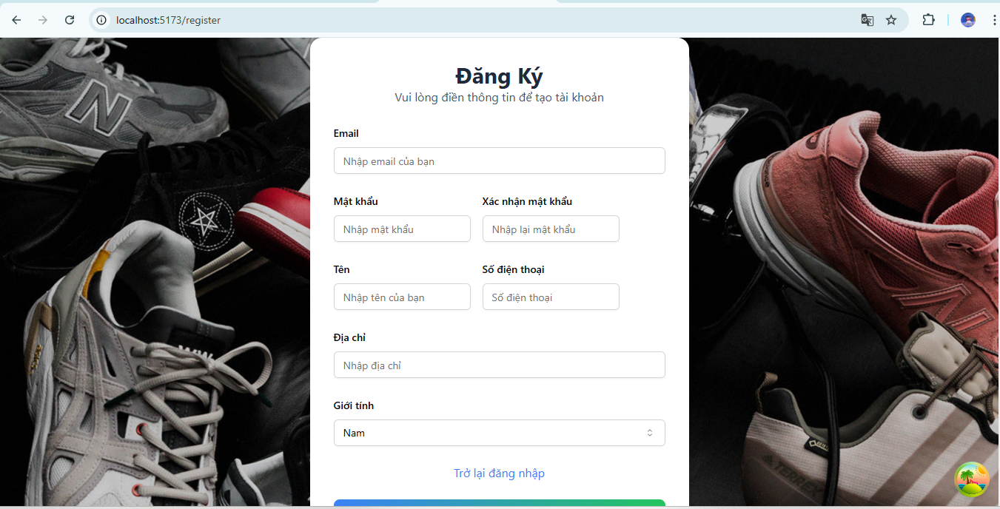 localhost:5173/register
Đăng Ký
Vui lòng điền thông tin để tạo tài khoản
Email
Nhập email của bạn
Mật khẩu
Xác nhận mật khẩu
Nhập mật khẩu
Nhập lại mật khẩu
Tên
Số điện thoại
Nhập tên của bạn
Số điện thoại
Địa chỉ
Nhập địa chỉ
Giới tính
Nam
Trở lại đăng nhập
N
TERREX